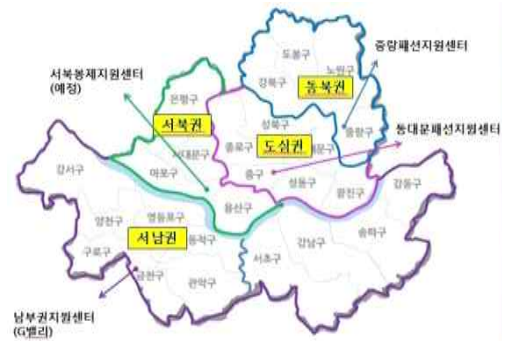 도봉구
노원구
중랑패션지원센터
강북구
동북권
서북봉제지원센터
(예정)
은평구
서북권
성북구
중랑구
동대문패션지원센터
종로구
도심권
서대문구
강서구
마포구
중구
성동구
광진구
강동구
용산구
양천구
영등포구
송파구
서남권
동작구
강남구
구로구
서초구
금천구
관악구
남부권지원센터
(G밸리)